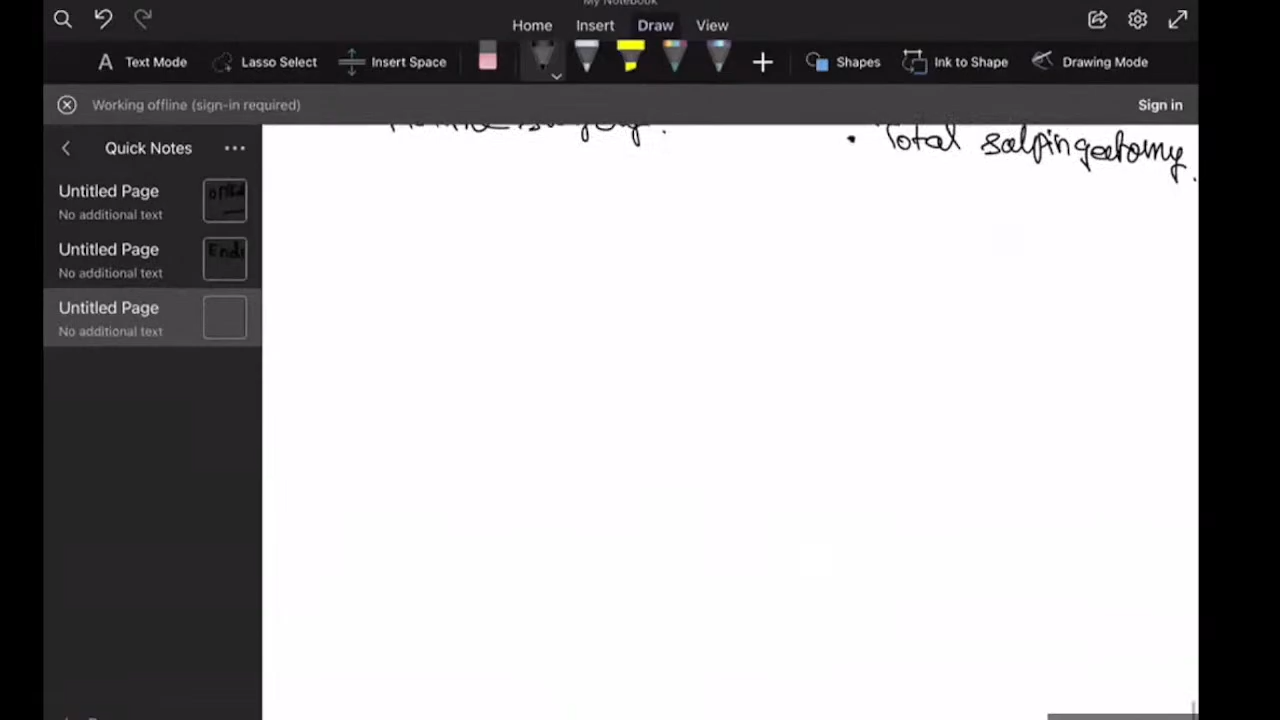 My Notebook
Home Insert Draw View
Text Mode Lasso Select Insert Space Shapes Ink to Shape Drawing Mode
Working offline (sign-in required) Sign in
Quick Notes
Untitled Page
No additional text
Untitled Page
No additional text
Untitled Page
No additional text
surgery.
• Total salpingectomy.